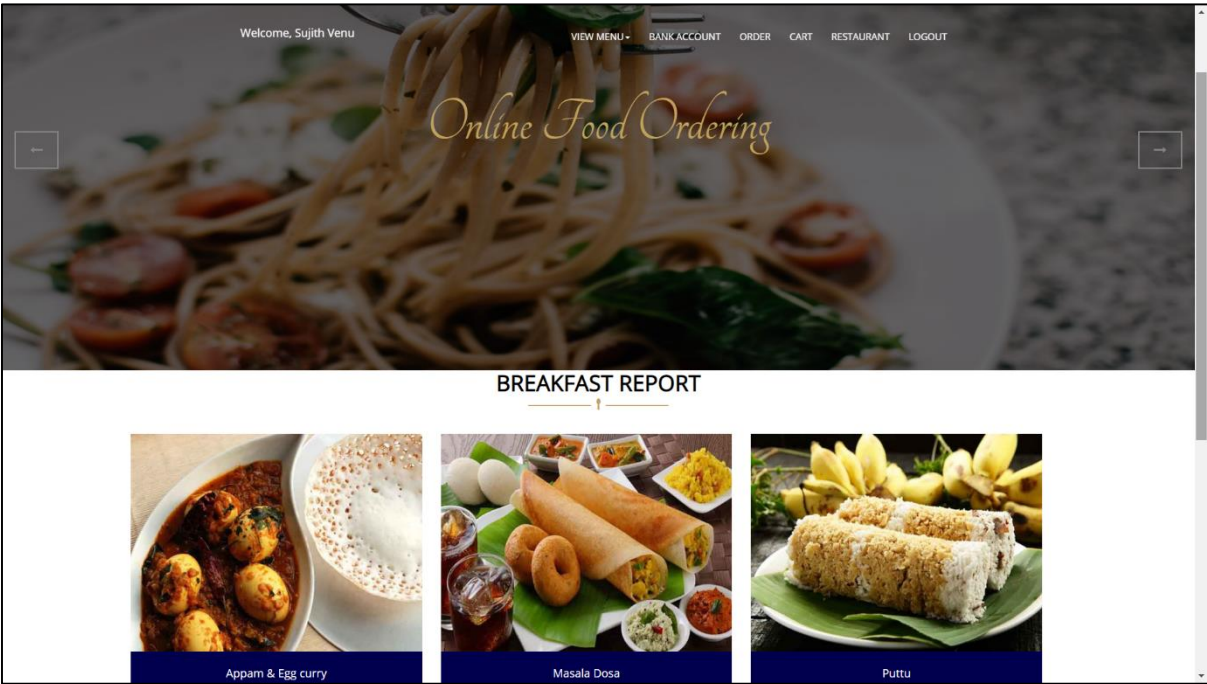 Welcome, Sujith Venu
VIEW MENU BANK ACCOUNT ORDER CART RESTAURANT LOGOUT
Online Food Ordering
BREAKFAST REPORT
Appam & Egg curry
Masala Dosa
Puttu